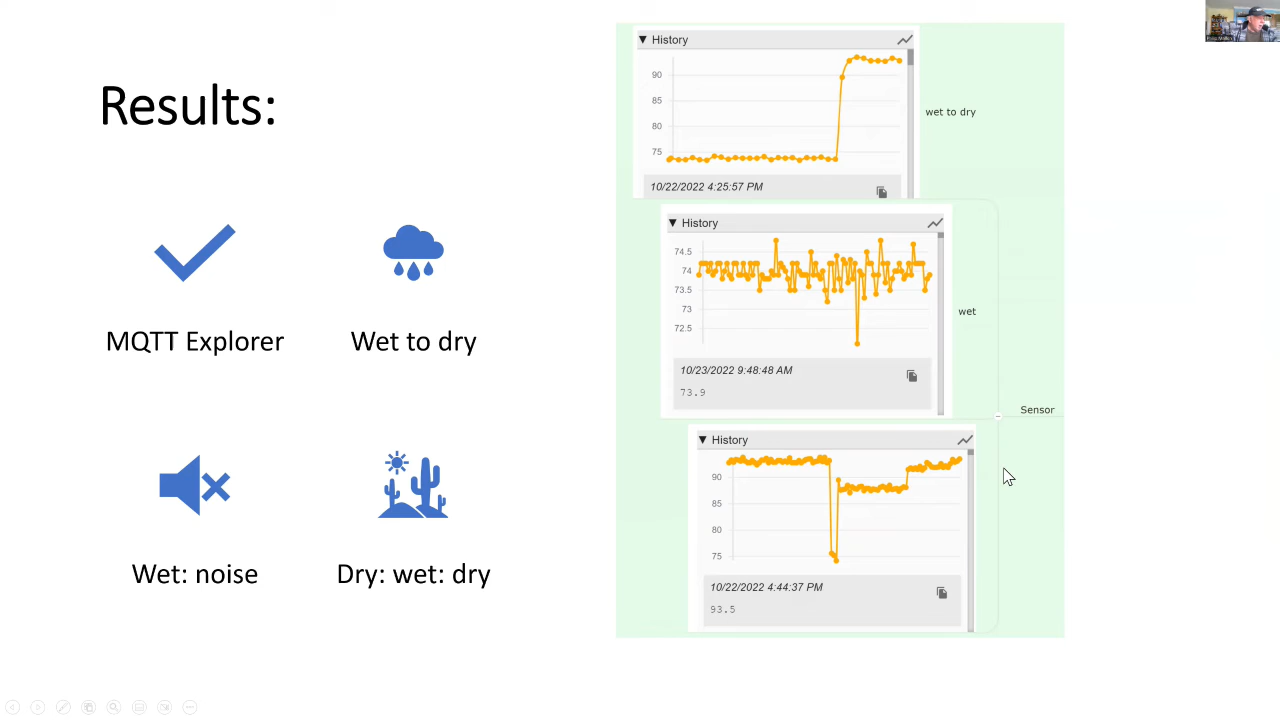 Results:
MQTT Explorer
Wet to dry
Wet: noise
Dry: wet: dry
History
90
85
80
75
10/22/2022 4:25:57 PM
wet to dry
History
74.5
74
73.5
73
72.5
10/23/2022 9:48:48 AM
73.9
wet
Sensor
History
90
85
80
75
10/22/2022 4:44:37 PM
93.5